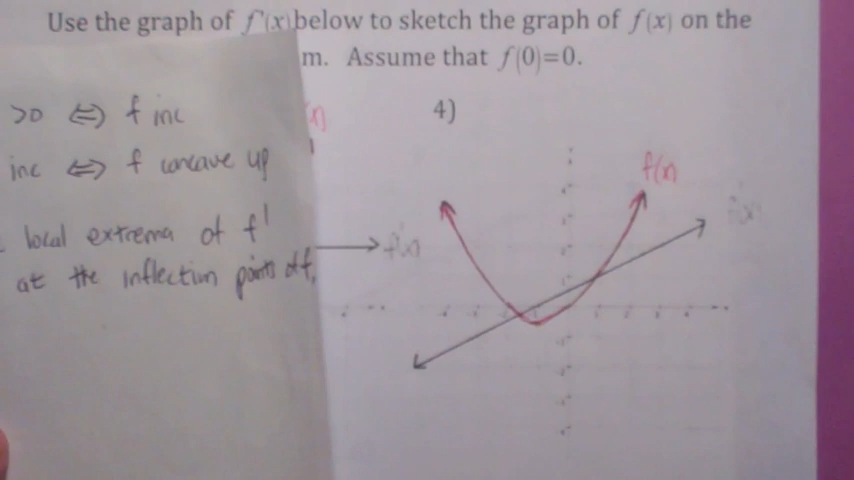 Use the graph of f'(x) below to sketch the graph of f(x) on the
m. Assume that f(0)=0.
>0 ⇔ f inc
inc ⇔ f concave up
local extrema of f'
at the inflection points of f.
4)
f(x)